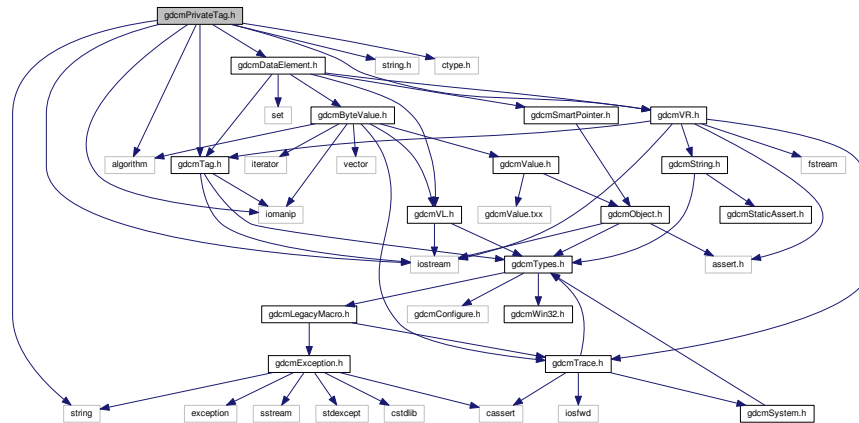 gdcmPrivateTag.h
gdcmDataElement.h
string.h
ctype.h
set
gdcmByteValue.h
gdcmSmartPointer.h
gdcmVR.h
algorithm
gdcmTag.h
iterator
vector
gdcmValue.h
gdcmString.h
fstream
iomanip
gdcmVL.h
gdcmValue.txx
gdcmObject.h
gdcmStaticAssert.h
iostream
gdcmTypes.h
assert.h
gdcmLegacyMacro.h
gdcmConfigure.h
gdcmWin32.h
gdcmException.h
gdcmTrace.h
string
exception
sstream
stdexcept
cstdlib
cassert
iosfwd
gdcmSystem.h